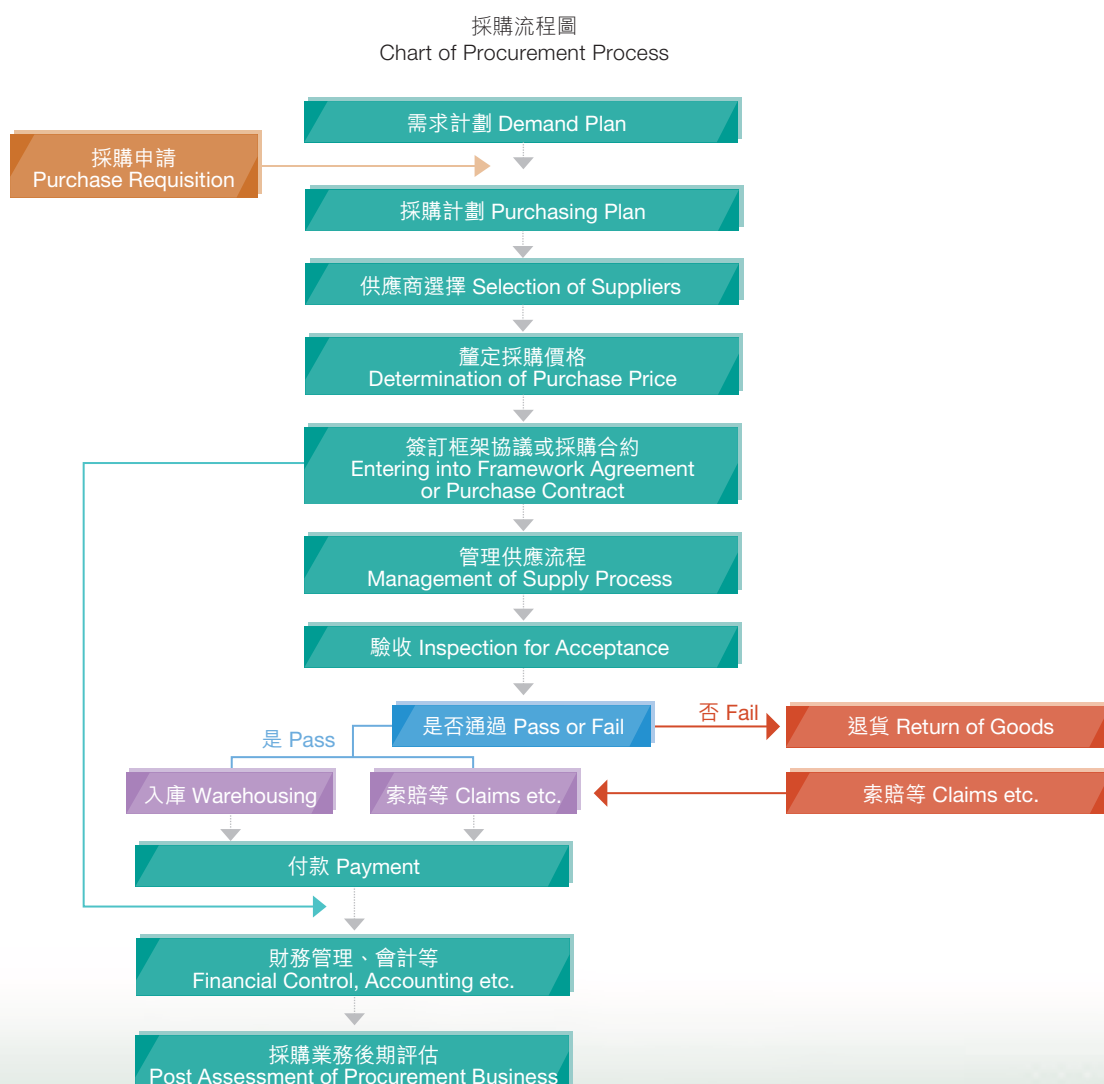 採購流程圖
Chart of Procurement Process
需求計劃 Demand Plan
採購申請
Purchase Requisition
採購計劃 Purchasing Plan
供應商選擇 Selection of Suppliers
釐定採購價格
Determination of Purchase Price
簽訂框架協議或採購合約
Entering into Framework Agreement
or Purchase Contract
管理供應流程
Management of Supply Process
驗收 Inspection for Acceptance
是否通過 Pass or Fail
否 Fail
退貨 Return of Goods
是 Pass
入庫 Warehousing
索賠等 Claims etc.
索賠等 Claims etc.
付款 Payment
財務管理、會計等
Financial Control, Accounting etc.
採購業務後期評估
Post Assessment of Procurement Business